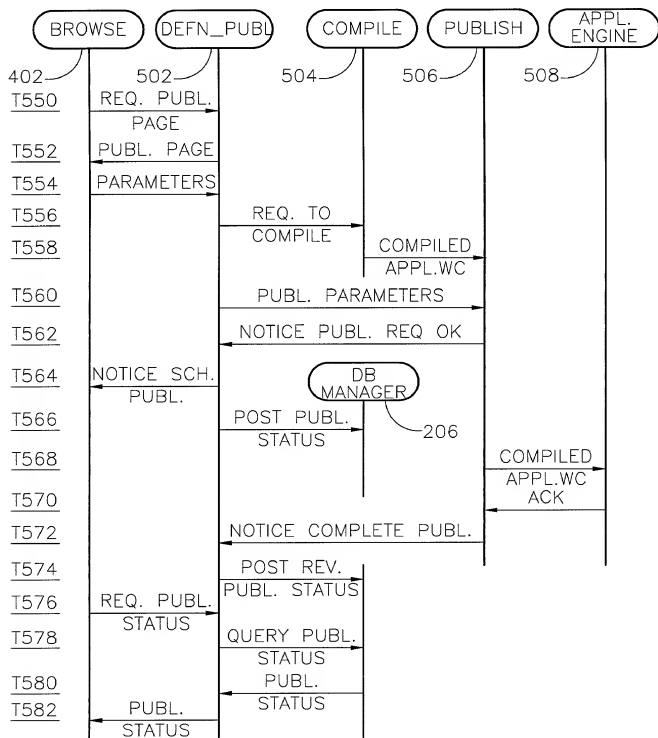 BROWSE
DEFN_PUBL
COMPILE
PUBLISH
APPL.
ENGINE
402
502
504
506
508
T550
REQ. PUBL.
PAGE
T552
PUBL. PAGE
T554
PARAMETERS
T556
REQ. TO
COMPILE
T558
COMPILED
APPL.WC
T560
PUBL. PARAMETERS
T562
NOTICE PUBL. REQ OK
T564
NOTICE SCH.
PUBL.
DB
MANAGER
206
T566
POST PUBL.
STATUS
T568
COMPILED
APPL.WC
T570
ACK
T572
NOTICE COMPLETE PUBL.
T574
POST REV.
PUBL. STATUS
T576
REQ. PUBL.
STATUS
T578
QUERY PUBL.
STATUS
T580
PUBL.
STATUS
T582
PUBL.
STATUS